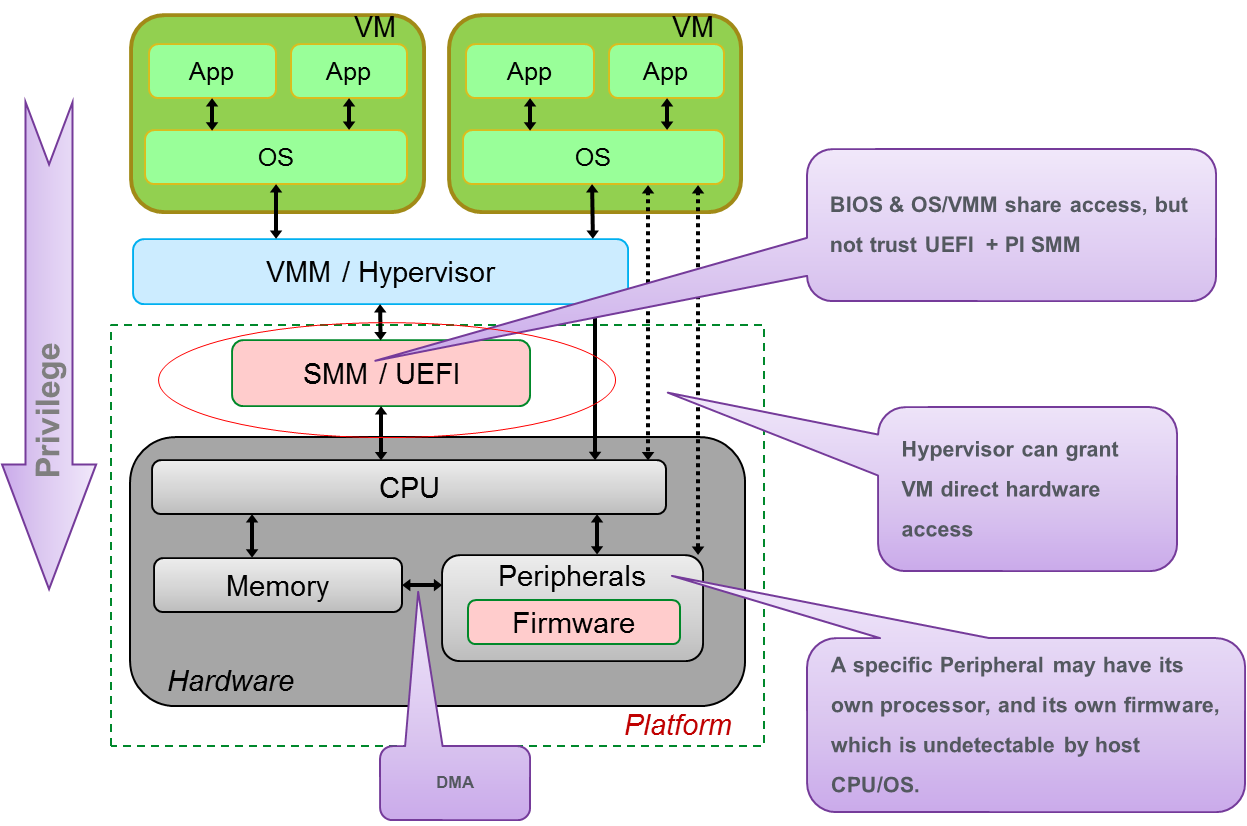 VM
VM
App
App
App
App
OS
OS
BIOS & OS/VMM share access, but
not trust UEFI + PI SMM
VMM / Hypervisor
Privilege
SMM / UEFI
Hypervisor can grant
VM direct hardware
access
CPU
Memory
Peripherals
Firmware
Hardware
Platform
A specific Peripheral may have its
own processor, and its own firmware,
which is undetectable by host
CPU/OS.
DMA